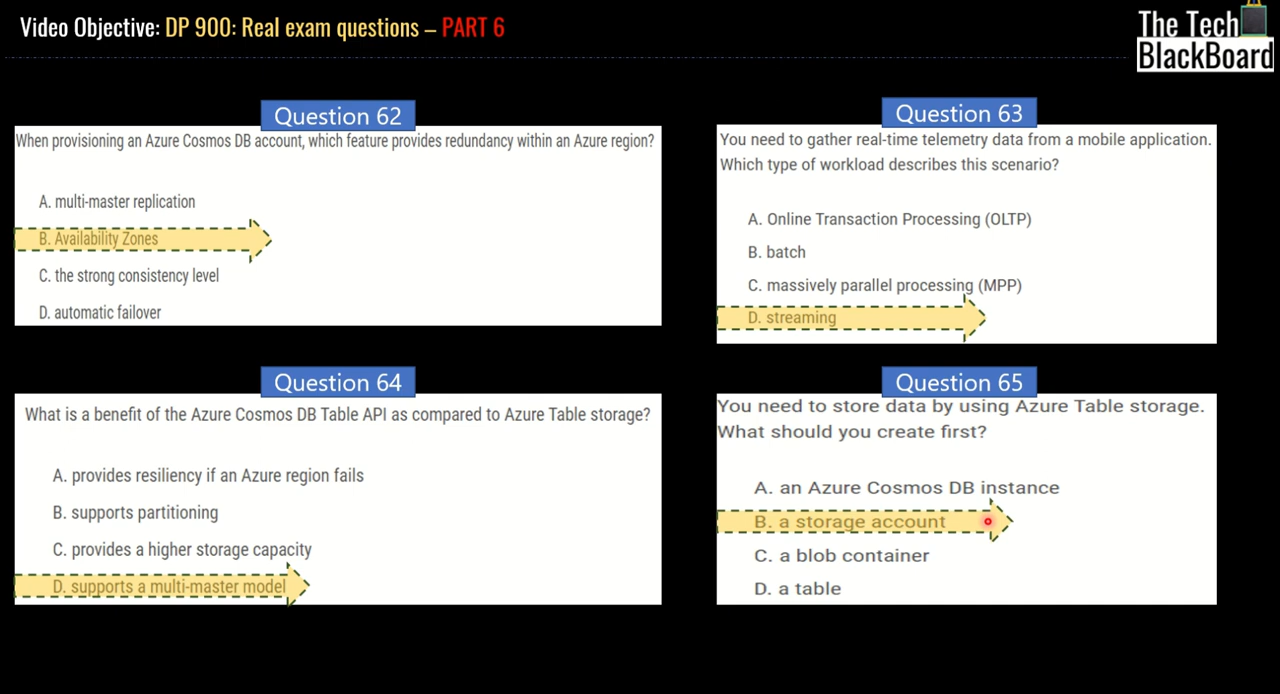 Video Objective: DP 900: Real exam questions – PART 6
The Tech
BlackBoard
Question 62
When provisioning an Azure Cosmos DB account, which feature provides redundancy within an Azure region?
A. multi-master replication
B. Availability Zones
C. the strong consistency level
D. automatic failover
Question 63
You need to gather real-time telemetry data from a mobile application.
Which type of workload describes this scenario?
A. Online Transaction Processing (OLTP)
B. batch
C. massively parallel processing (MPP)
D. streaming
Question 64
What is a benefit of the Azure Cosmos DB Table API as compared to Azure Table storage?
A. provides resiliency if an Azure region fails
B. supports partitioning
C. provides a higher storage capacity
D. supports a multi-master model
Question 65
You need to store data by using Azure Table storage.
What should you create first?
A. an Azure Cosmos DB instance
B. a storage account
C. a blob container
D. a table